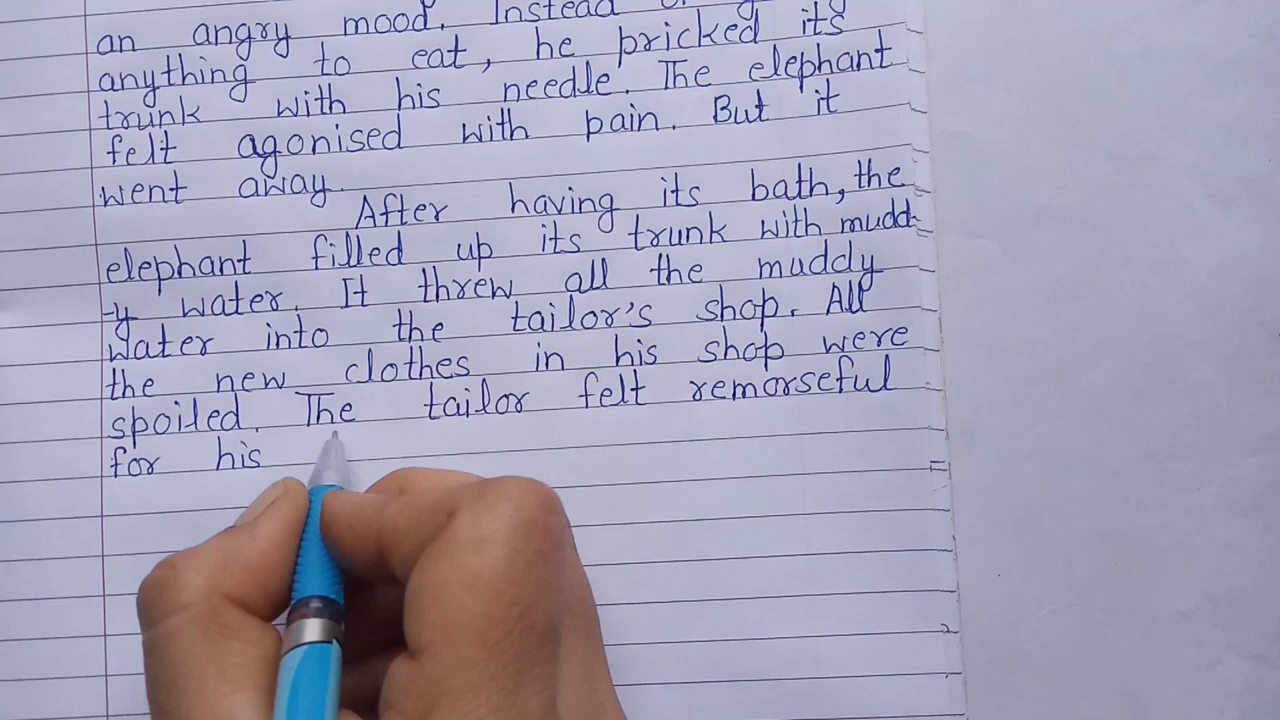 an angry mood. Instead
anything to eat, he pricked its
trunk with his needle. The elephant
felt agonised with pain. But it
went away.
After having its bath, the
elephant filled up its trunk with mudd-
-y water. It threw all the muddy
water into the tailor's shop. All
the new clothes in his shop were
spoiled. The tailor felt remorseful
for his